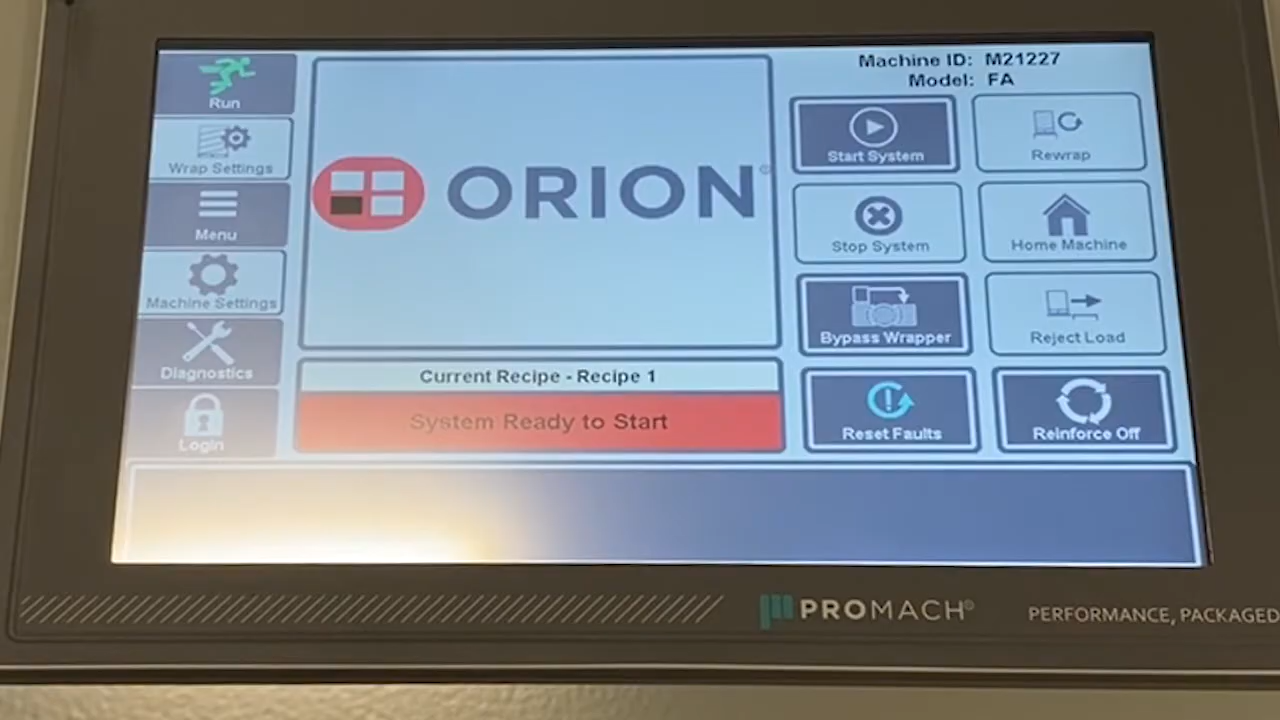 Run
Wrap Settings
Menu
Machine Settings
Diagnostics
Login
ORION®
Current Recipe - Recipe 1
System Ready to Start
Machine ID: M21227
Model: FA
Start System
Rewrap
Stop System
Home Machine
Bypass Wrapper
Reject Load
Reset Faults
Reinforce Off
PROMACH®
PERFORMANCE, PACKAGED